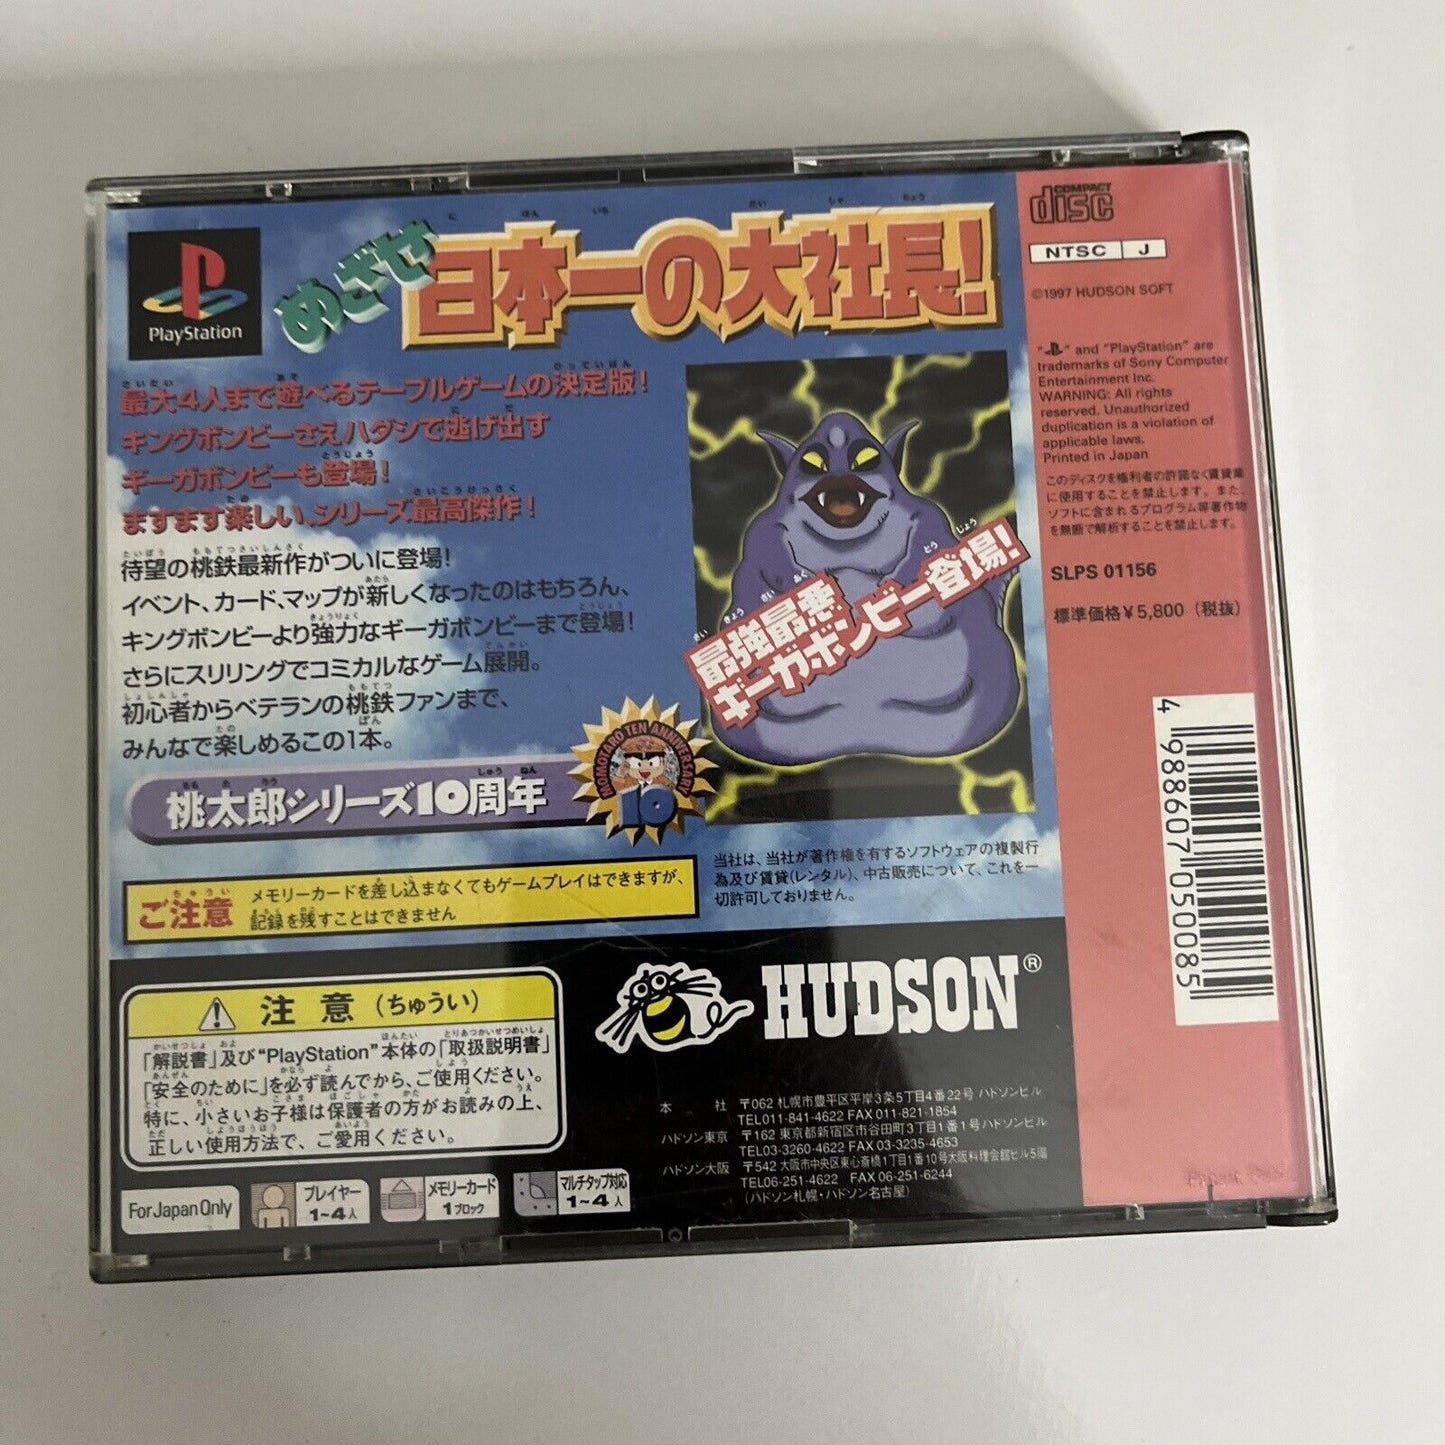 PlayStation
めざせ
日本一の大社長!
に ほん いち だい しゃ ちょう
最大4人まで遊べるテーブルゲームの決定版!
キングボンビーさえハダシで逃げ出す
ギーガボンビーも登場!
ますます楽しい、シリーズ最高傑作!
待望の桃鉄最新作がついに登場!
イベント、カード、マップが新しくなったのはもちろん、
キングボンビーより強力なギーガボンビーまで登場!
さらにスリリングでコミカルなゲーム展開。
初心者からベテランの桃鉄ファンまで、
みんなで楽しめるこの1本。
桃太郎シリーズ10周年
MOMOTARO TEN ANNIVERSARY
10
最強最悪
ギーガボンビー登場!
ご注意
メモリーカードを差し込まなくてもゲームプレイはできますが、
記録を残すことはできません
当社は、当社が著作権を有するソフトウェアの複製行
為及び賃貸(レンタル)、中古販売について、これを一
切許可しておりません。
注意(ちゅうい)
「解説書」及び"PlayStation"本体の「取扱説明書」
「安全のために」を必ず読んでから、ご使用ください。
特に、小さいお子様は保護者の方がお読みの上、
正しい使用方法で、ご愛用ください。
For Japan Only
プレイヤー
1~4人
メモリーカード
1ブロック
マルチタップ対応
1~4人
HUDSON®
本 社 〒062 札幌市豊平区平岸3条5丁目4番22号 ハドソンビル
TEL011-841-4622 FAX 011-821-1854
ハドソン東京 〒162 東京都新宿区市谷田町3丁目1番1号ハドソンビル
TEL03-3260-4622 FAX 03-3235-4653
ハドソン大阪 〒542 大阪市中央区東心斎橋1丁目1番10号大阪料理会館ビル5階
TEL06-251-4622 FAX 06-251-6244
(ハドソン札幌・ハドソン名古屋)
COMPACT
disc
NTSC J
©1997 HUDSON SOFT
" " and "PlayStation" are
trademarks of Sony Computer
Entertainment Inc.
WARNING: All rights
reserved. Unauthorized
duplication is a violation of
applicable laws.
Printed in Japan
このディスクを権利者の許諾なく賃貸業
に使用することを禁止します。また、
ソフトに含まれるプログラム等著作物
を無断で解析することを禁止します。
SLPS 01156
標準価格¥5,800(税抜)
4 988607 050085